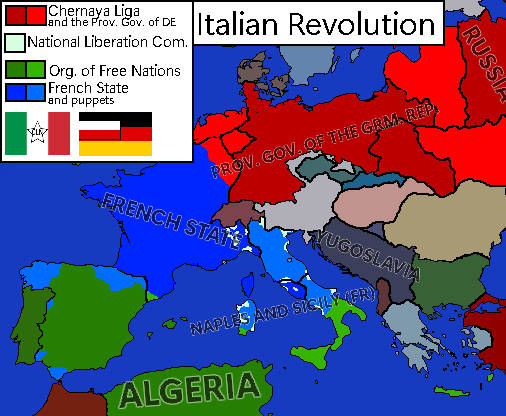 Chernaya Liga
and the Prov. Gov. of DE
National Liberation Com.
Org. of Free Nations
French State
and puppets
Italian Revolution
RUSSIA
PROV. GOV. OF THE GRM. REP.
FRENCH STATE
YUGOSLAVIA
NAPLES AND SICILY (FR)
ALGERIA